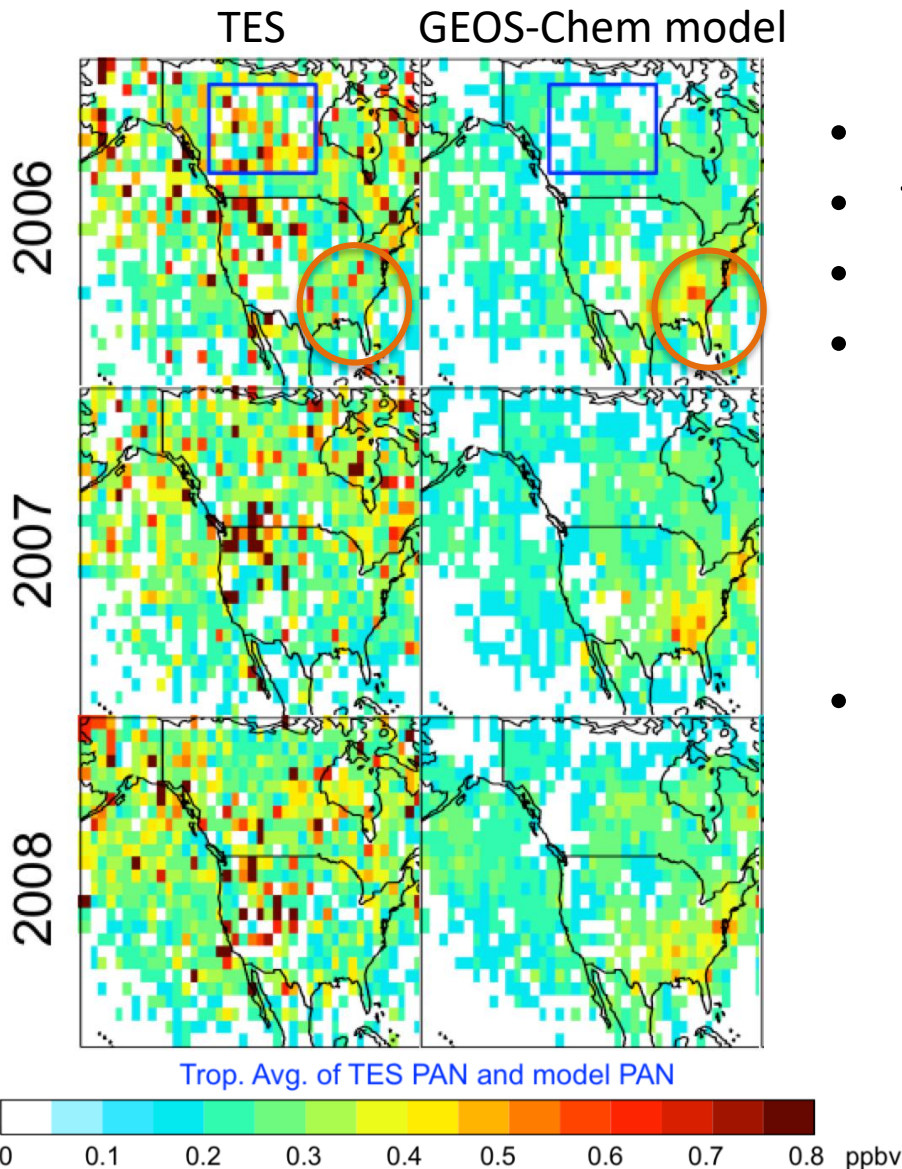 TES GEOS-Chem model
2006
2007
2008
Trop. Avg. of TES PAN and model PAN
0 0.1 0.2 0.3 0.4 0.5 0.6 0.7 0.8 ppbv